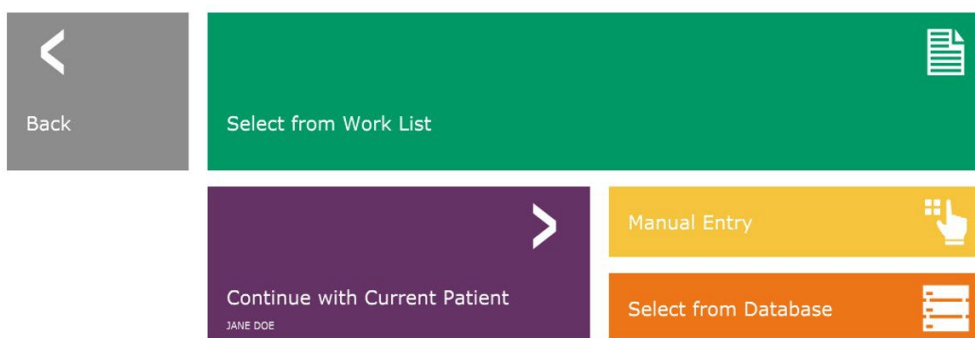 Back
Select from Work List
Continue with Current Patient
JANE DOE
Manual Entry
Select from Database